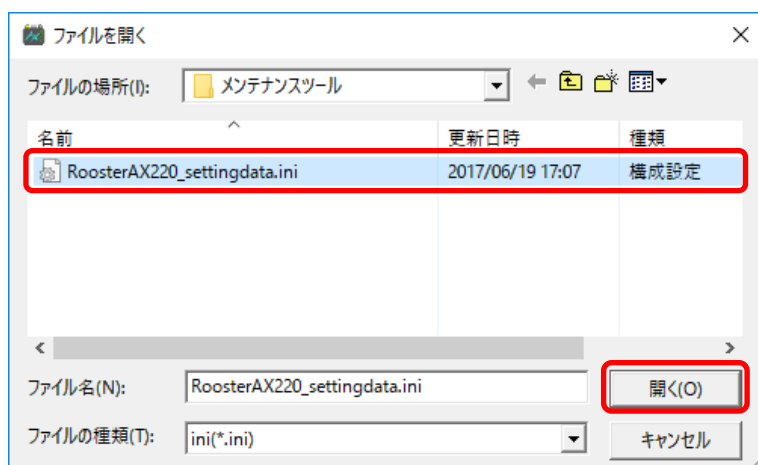 ファイルを開く
ファイルの場所(I): メンテナンスツール
名前 更新日時 種類
RoosterAX220_settingdata.ini 2017/06/19 17:07 構成設定
ファイル名(N): RoosterAX220_settingdata.ini 開く(O)
ファイルの種類(T): ini(*.ini) キャンセル